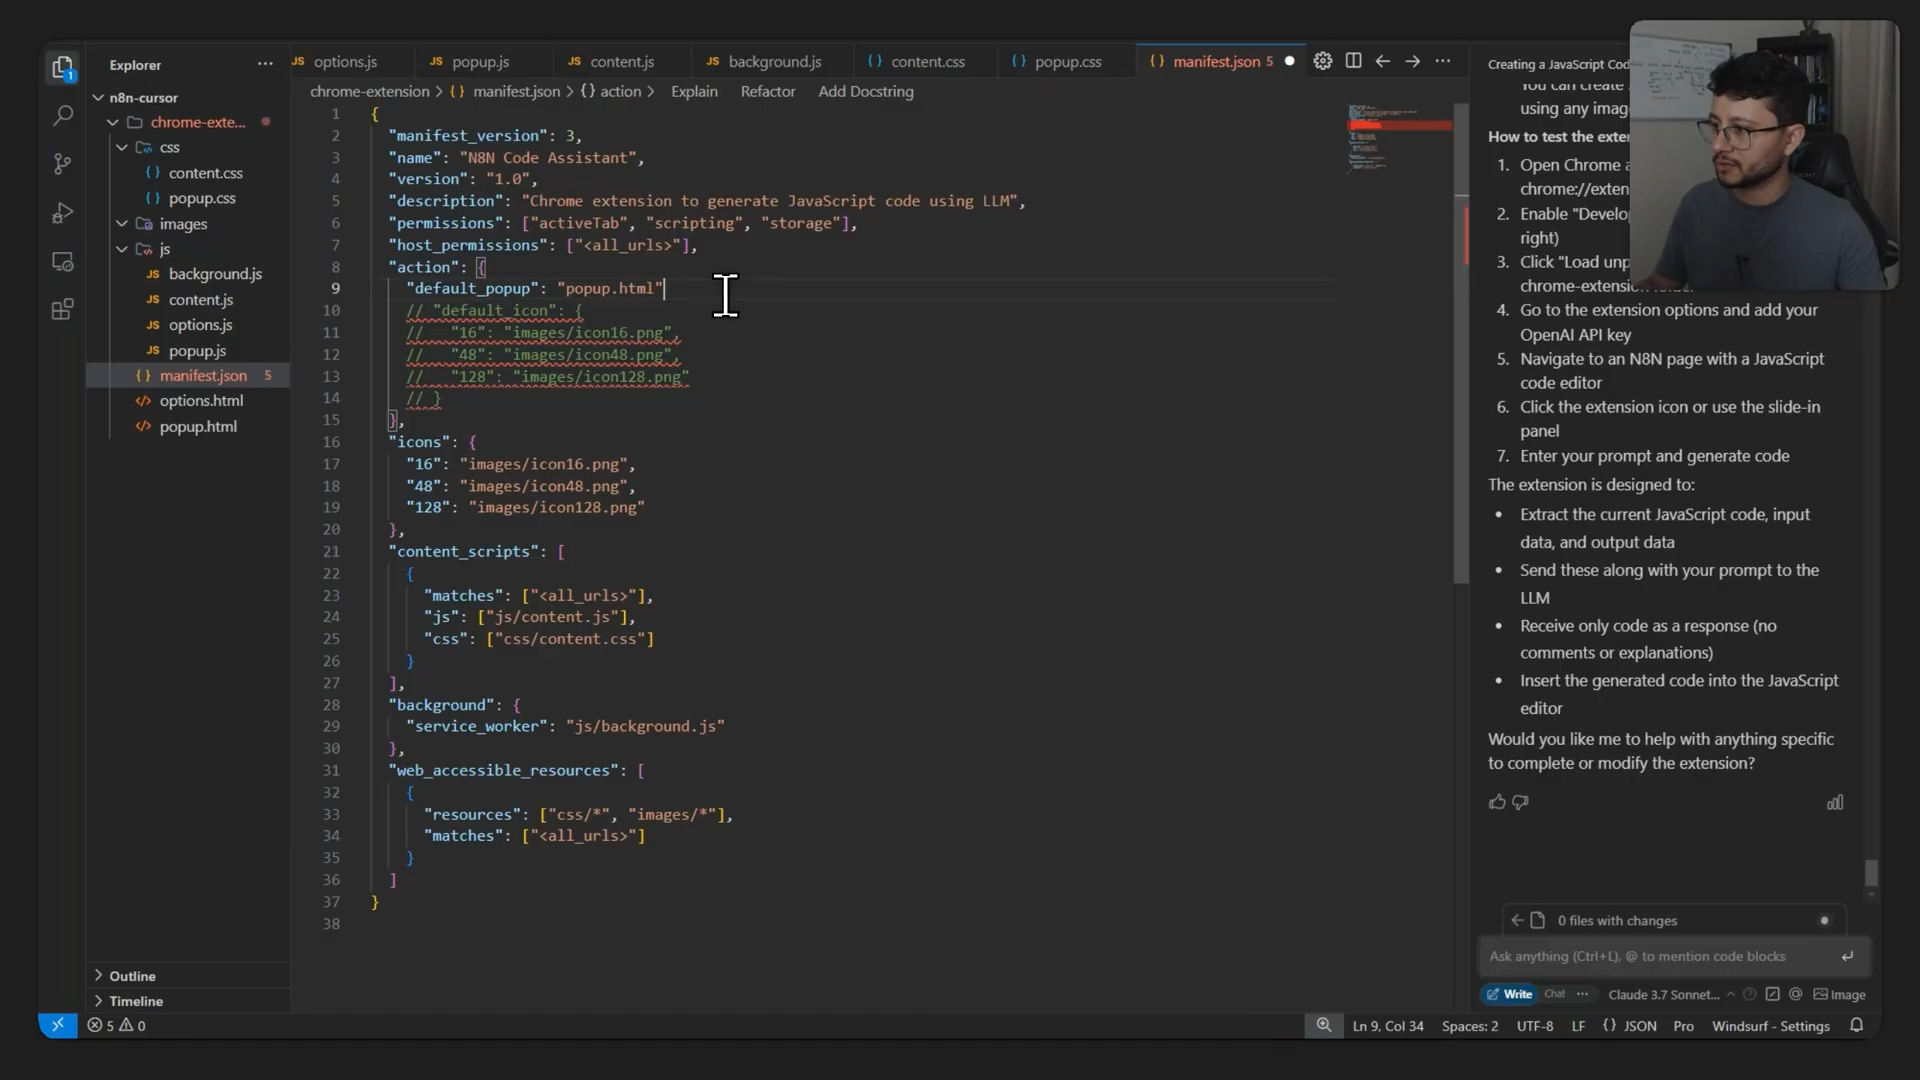 Explorer
n8n-cursor
chrome-exte...
css
content.css
popup.css
images
js
background.js
content.js
options.js
popup.js
manifest.json 5
options.html
popup.html
Outline
Timeline
options.js popup.js content.js background.js content.css popup.css manifest.json 5
chrome-extension > {} manifest.json > {} action > Explain Refactor Add Docstring
1 {
2 "manifest_version": 3,
3 "name": "N8N Code Assistant",
4 "version": "1.0",
5 "description": "Chrome extension to generate JavaScript code using LLM",
6 "permissions": ["activeTab", "scripting", "storage"],
7 "host_permissions": ["<all_urls>"],
8 "action": {
9 "default_popup": "popup.html"
10 // "default_icon": {
11 // "16": "images/icon16.png",
12 // "48": "images/icon48.png",
13 // "128": "images/icon128.png"
14 // }
15 },
16 "icons": {
17 "16": "images/icon16.png",
18 "48": "images/icon48.png",
19 "128": "images/icon128.png"
20 },
21 "content_scripts": [
22 {
23 "matches": ["<all_urls>"],
24 "js": ["js/content.js"],
25 "css": ["css/content.css"]
26 }
27 ],
28 "background": {
29 "service_worker": "js/background.js"
30 },
31 "web_accessible_resources": [
32 {
33 "resources": ["css/*", "images/*"],
34 "matches": ["<all_urls>"]
35 }
36 ]
37 }
38
Creating a JavaScript Cod
You can create
using any imag
How to test the exte
1. Open Chrome a
chrome://exten
2. Enable "Develop
right)
3. Click "Load unp
chrome-extension
4. Go to the extension options and add your
OpenAI API key
5. Navigate to an N8N page with a JavaScript
code editor
6. Click the extension icon or use the slide-in
panel
7. Enter your prompt and generate code
The extension is designed to:
• Extract the current JavaScript code, input
data, and output data
• Send these along with your prompt to the
LLM
• Receive only code as a response (no
comments or explanations)
• Insert the generated code into the JavaScript
editor
Would you like me to help with anything specific
to complete or modify the extension?
0 files with changes
Ask anything (Ctrl+L), @ to mention code blocks
Write Chat Claude 3.7 Sonnet... Image
5 0 Ln 9, Col 34 Spaces: 2 UTF-8 LF {} JSON Pro Windsurf - Settings